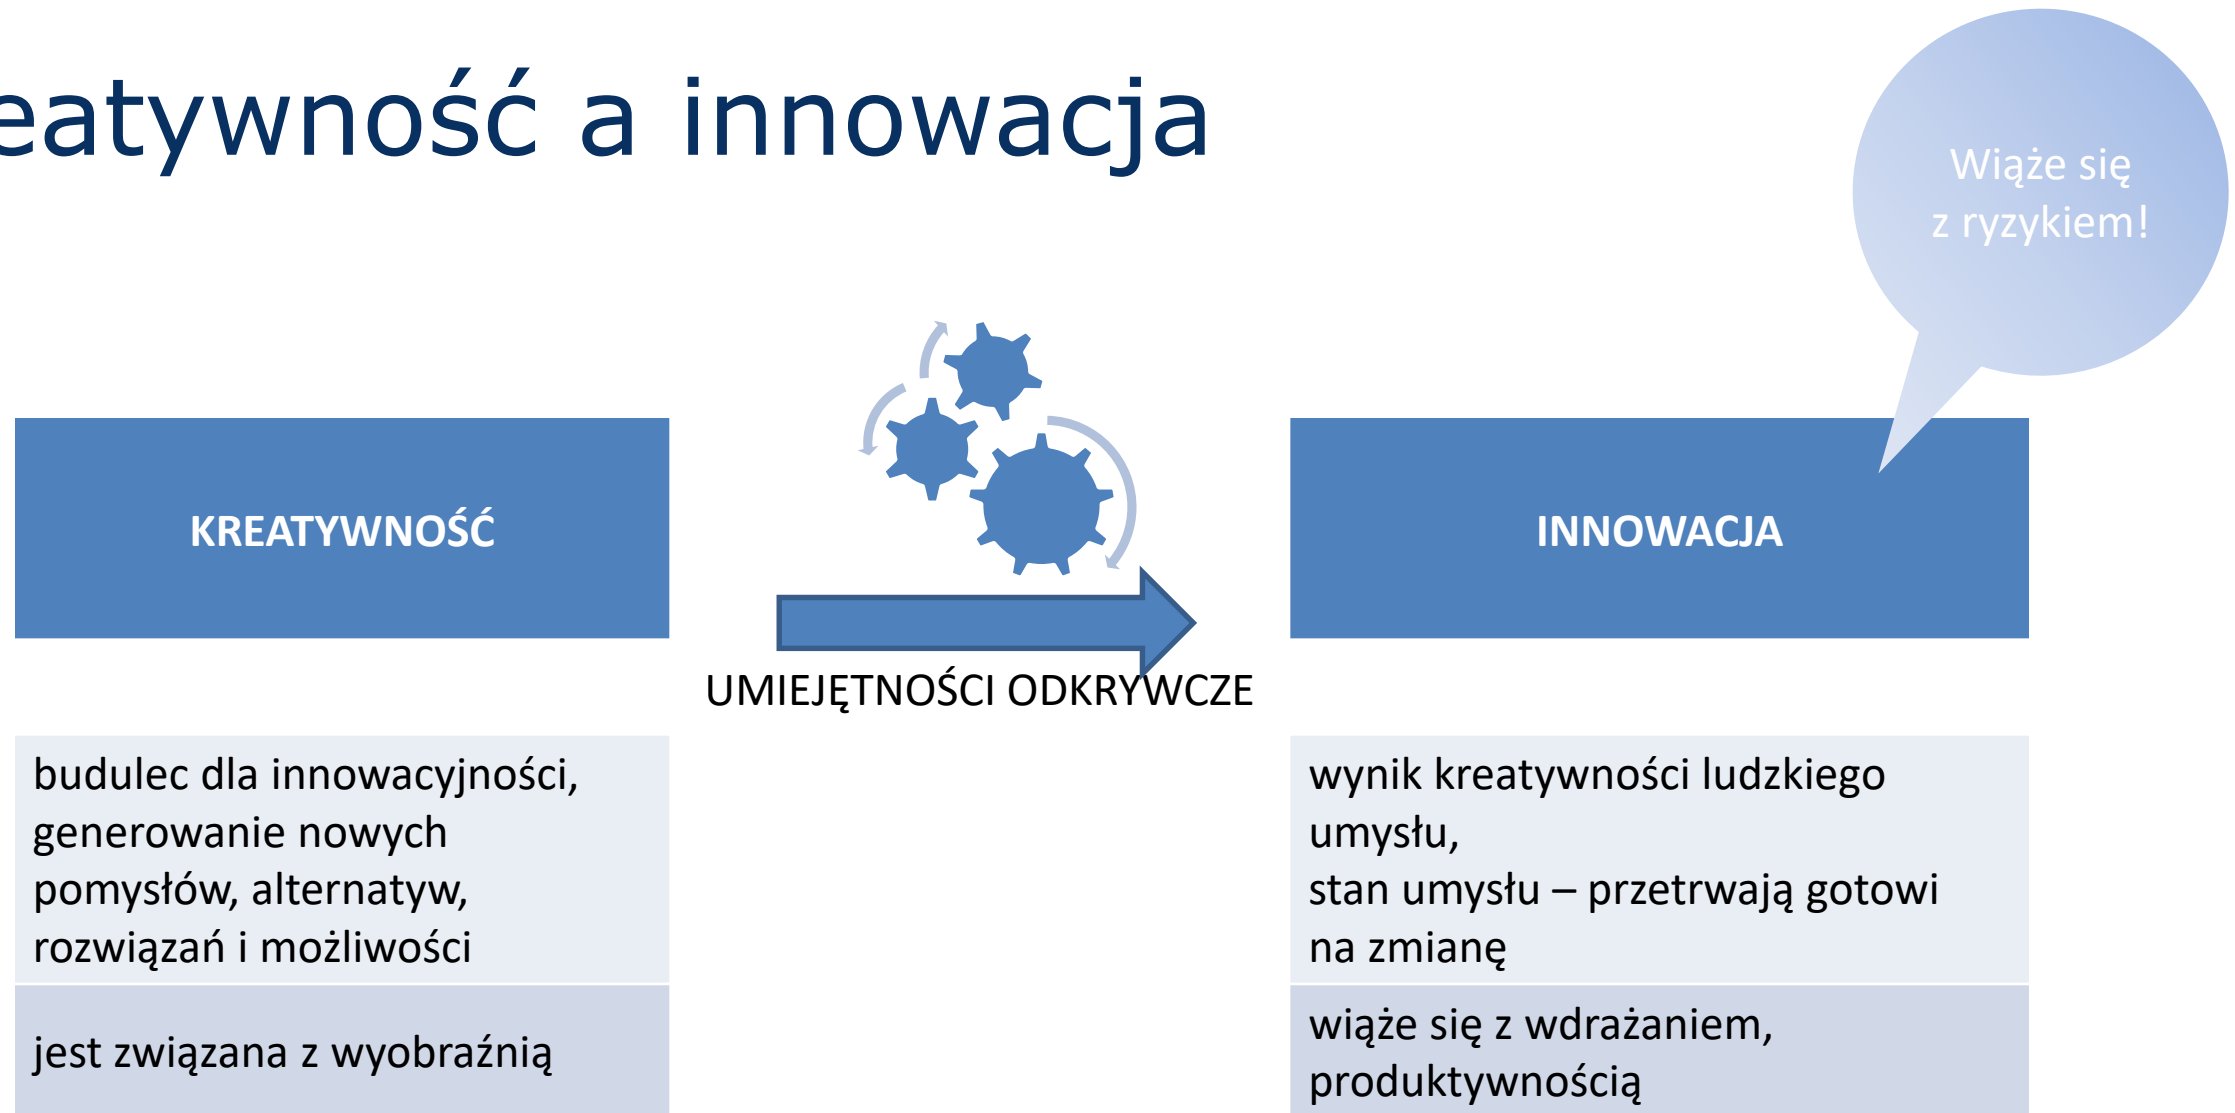 eatywność a innowacja
Wiąże się
z ryzykiem!
KREATYWNOŚĆ
INNOWACJA
UMIEJĘTNOŚCI ODKRYWCZE
budulec dla innowacyjności,
generowanie nowych
pomysłów, alternatyw,
rozwiązań i możliwości
jest związana z wyobraźnią
wynik kreatywności ludzkiego
umysłu,
stan umysłu – przetrwają gotowi
na zmianę
wiąże się z wdrażaniem,
produktywnością